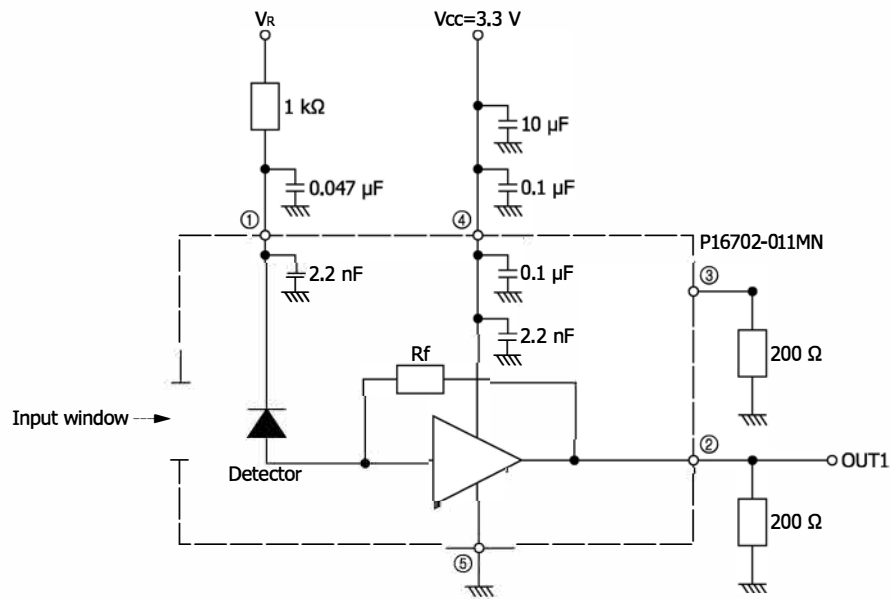 VR
Vcc=3.3 V
1 kΩ
10 µF
0.047 µF
0.1 µF
①
④
P16702-011MN
2.2 nF
0.1 µF
③
2.2 nF
Rf
200 Ω
Input window
②
OUT1
Detector
200 Ω
⑤